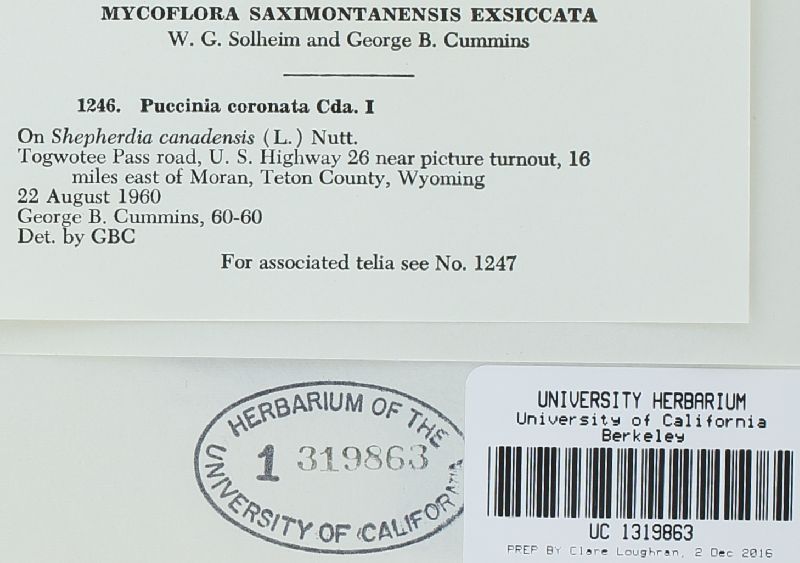 MYCOFLORA SAXIMONTANENSIS EXSICCATA
W. G. Solheim and George B. Cummins
1246. Puccinia coronata Cda. I
On Shepherdia canadensis (L.) Nutt.
Togwotee Pass road, U. S. Highway 26 near picture turnout, 16
miles east of Moran, Teton County, Wyoming
22 August 1960
George B. Cummins, 60-60
Det. by GBC
For associated telia see No. 1247
HERBARIUM OF THE
1 319863
UNIVERSITY OF CALIFORNIA
UNIVERSITY HERBARIUM
University of California
Berkeley
UC 1319863
PREP BY Clare Loughran, 2 Dec 2016